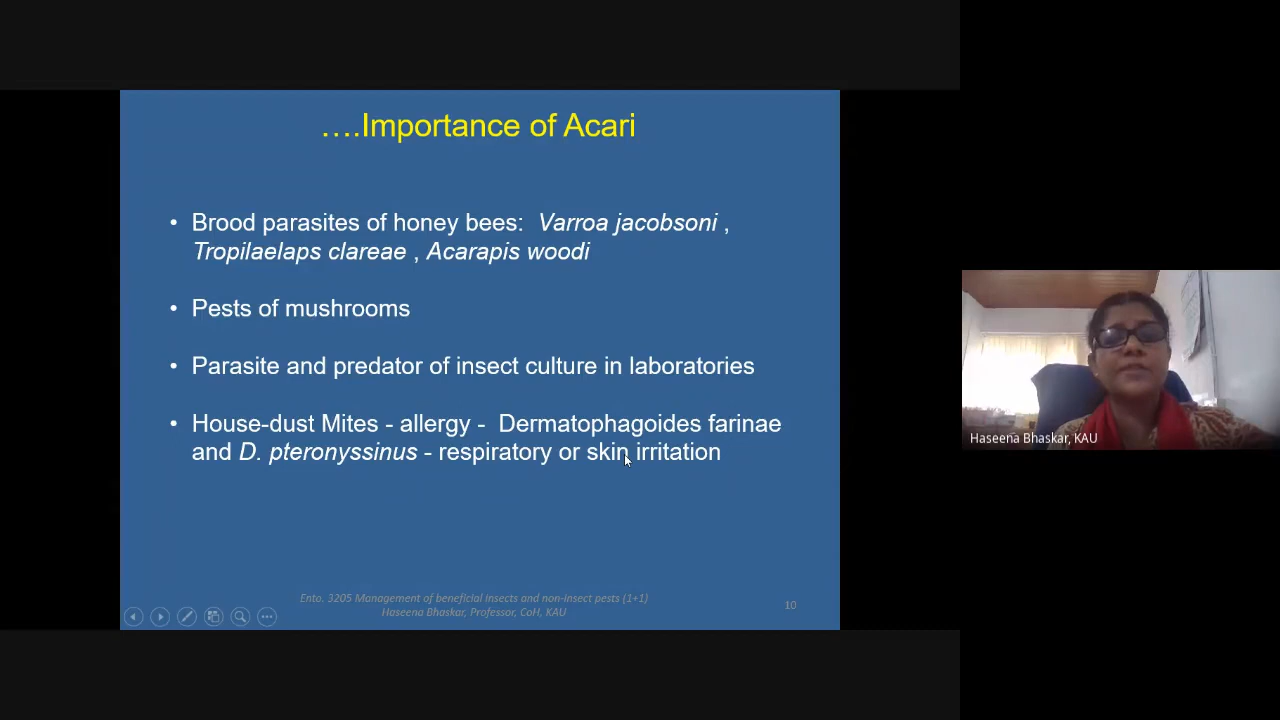 ….Importance of Acari
• Brood parasites of honey bees: Varroa jacobsoni ,
Tropilaelaps clareae , Acarapis woodi
• Pests of mushrooms
• Parasite and predator of insect culture in laboratories
• House-dust Mites - allergy - Dermatophagoides farinae
and D. pteronyssinus - respiratory or skin irritation
Ento. 3205 Management of beneficial insects and non-insect pests (1+1)
Haseena Bhaskar, Professor, CoH, KAU
10
Haseena Bhaskar, KAU